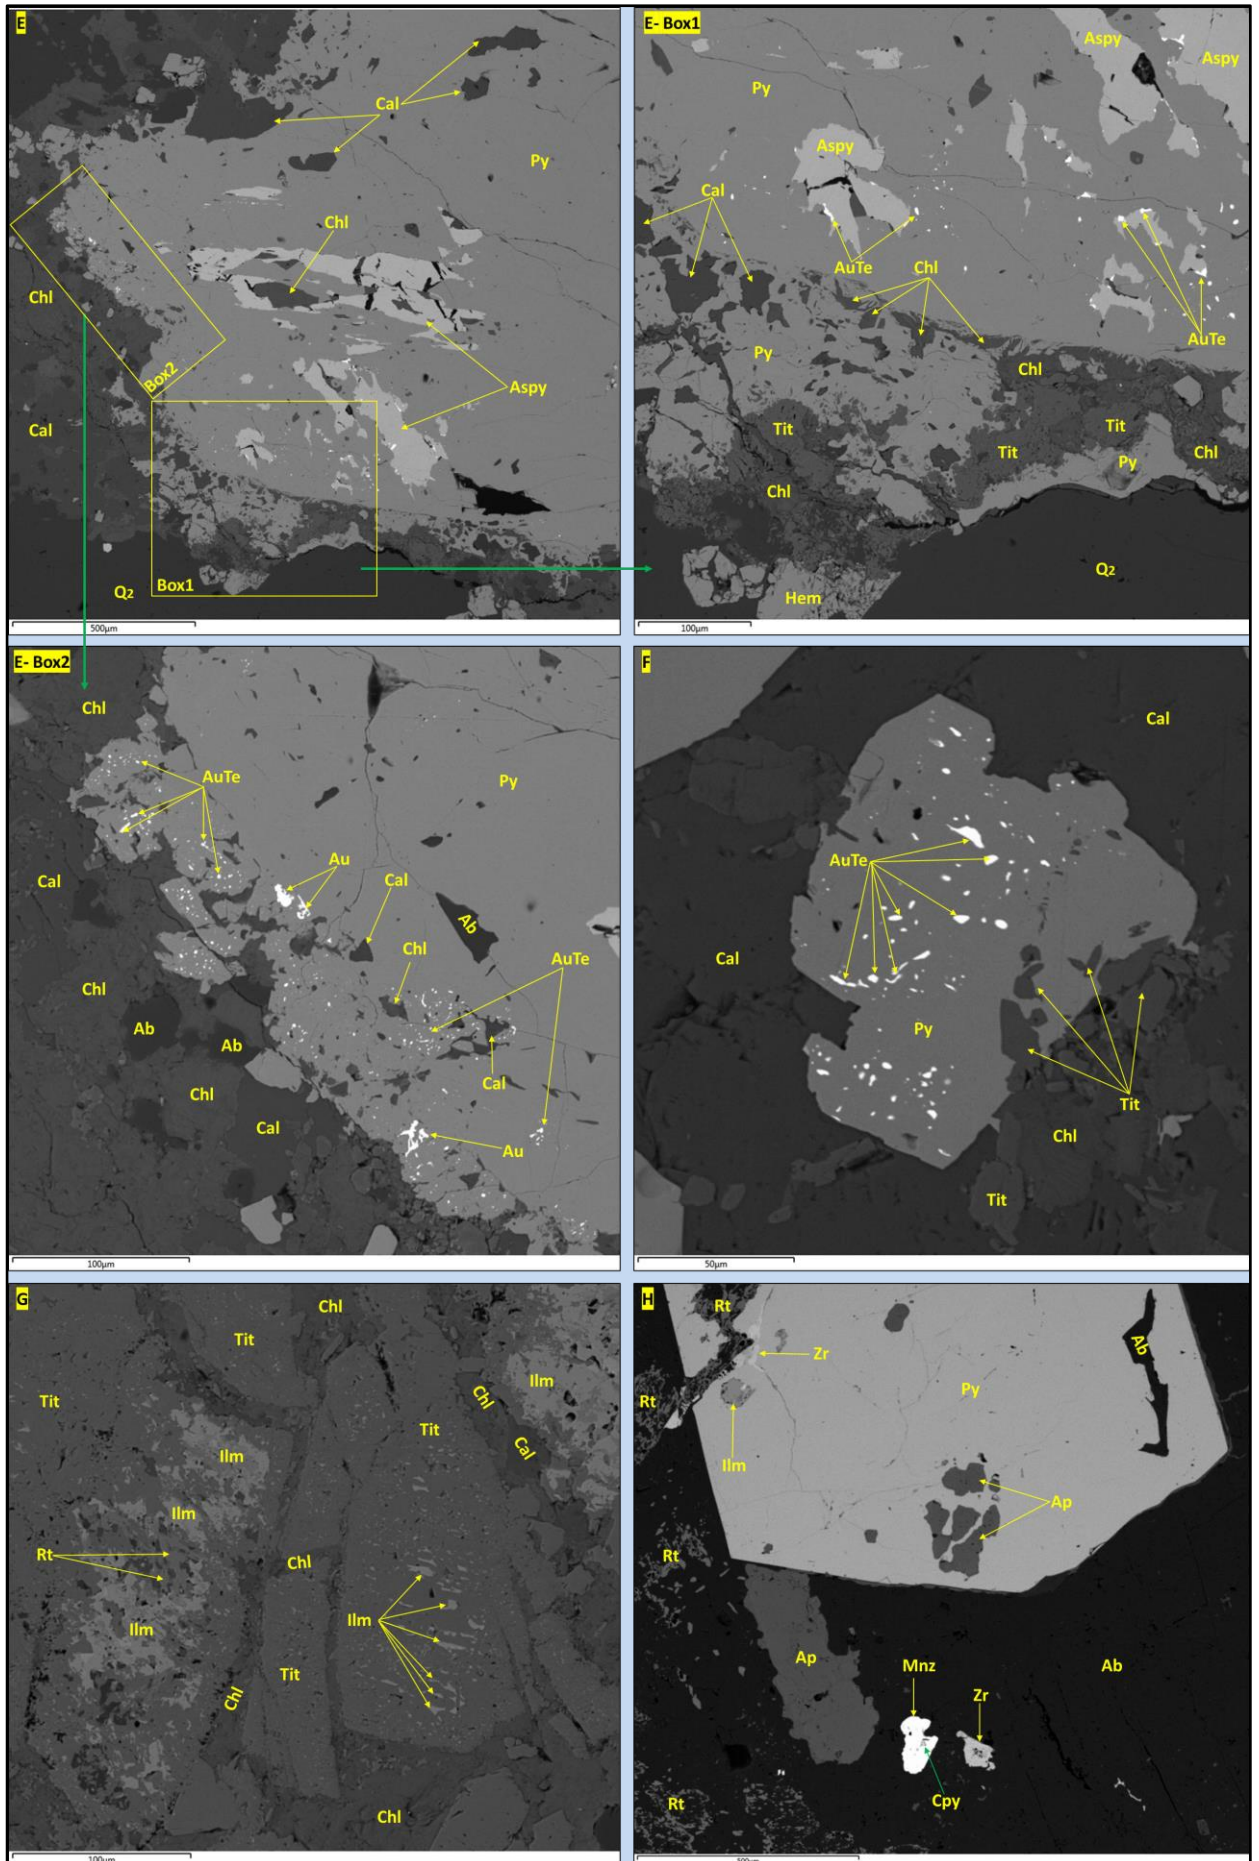 E
Cal
Py
Chl
Chl
Box2
Aspy
Cal
Q2
Box1
500µm
E- Box1
Aspy
Aspy
Py
Aspy
Cal
AuTe
Chl
AuTe
Py
Chl
Tit
Tit
Tit
Py
Chl
Chl
Q2
Hem
100µm
E- Box2
Chl
AuTe
Py
Au
Cal
Cal
Ab
Chl
AuTe
Chl
Ab
Ab
Cal
Chl
Cal
Au
100µm
F
Cal
AuTe
Cal
Py
Tit
Chl
Tit
50µm
G
Chl
Tit
Ilm
Tit
Chl
Tit
Cal
Ilm
Ilm
Rt
Chl
Ilm
Ilm
Tit
Chl
Chl
100µm
H
Rt
Ab
Zr
Py
Rt
Ilm
Ap
Rt
Ap
Mnz
Ab
Zr
Rt
Cpy